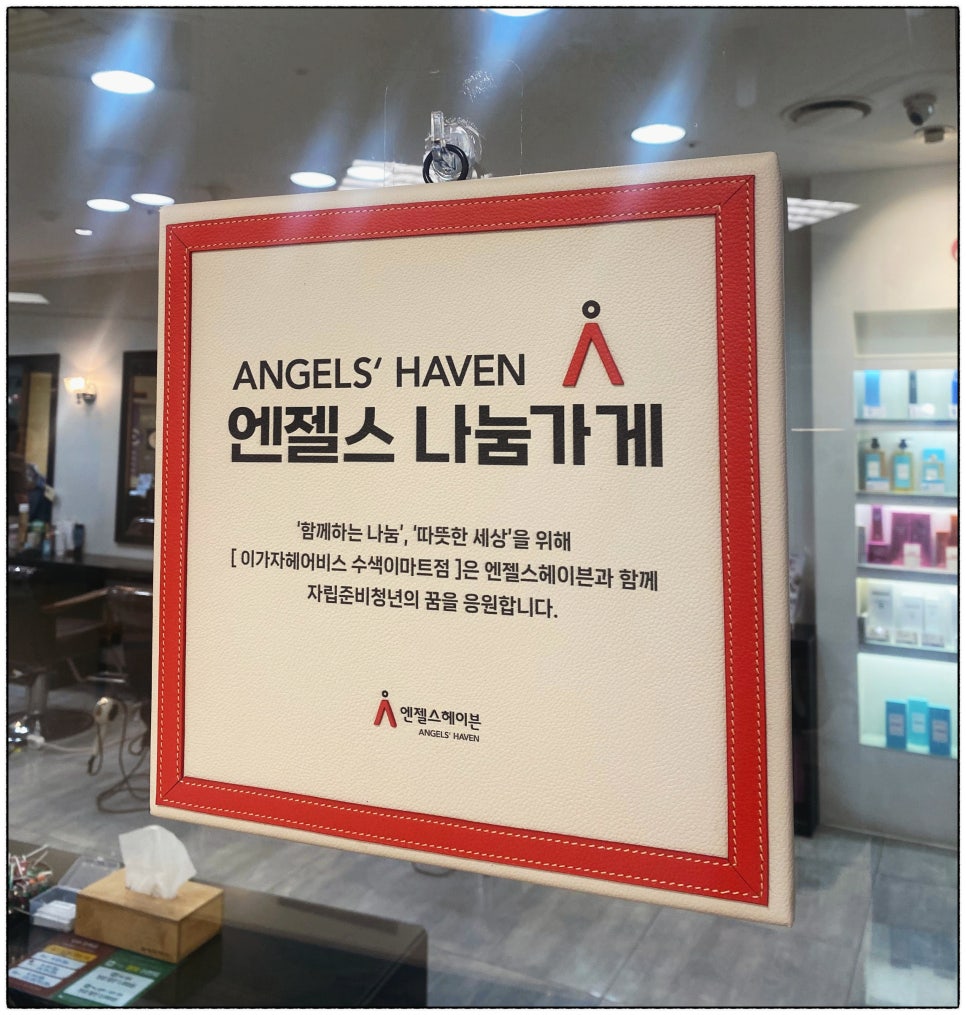 ANGELS' HAVEN
엔젤스 나눔가게
'함께하는 나눔', '따뜻한 세상'을 위해
[ 이가자헤어비스 수색이마트점 ]은 엔젤스헤이븐과 함께
자립준비청년의 꿈을 응원합니다.
엔젤스헤이븐
ANGELS' HAVEN